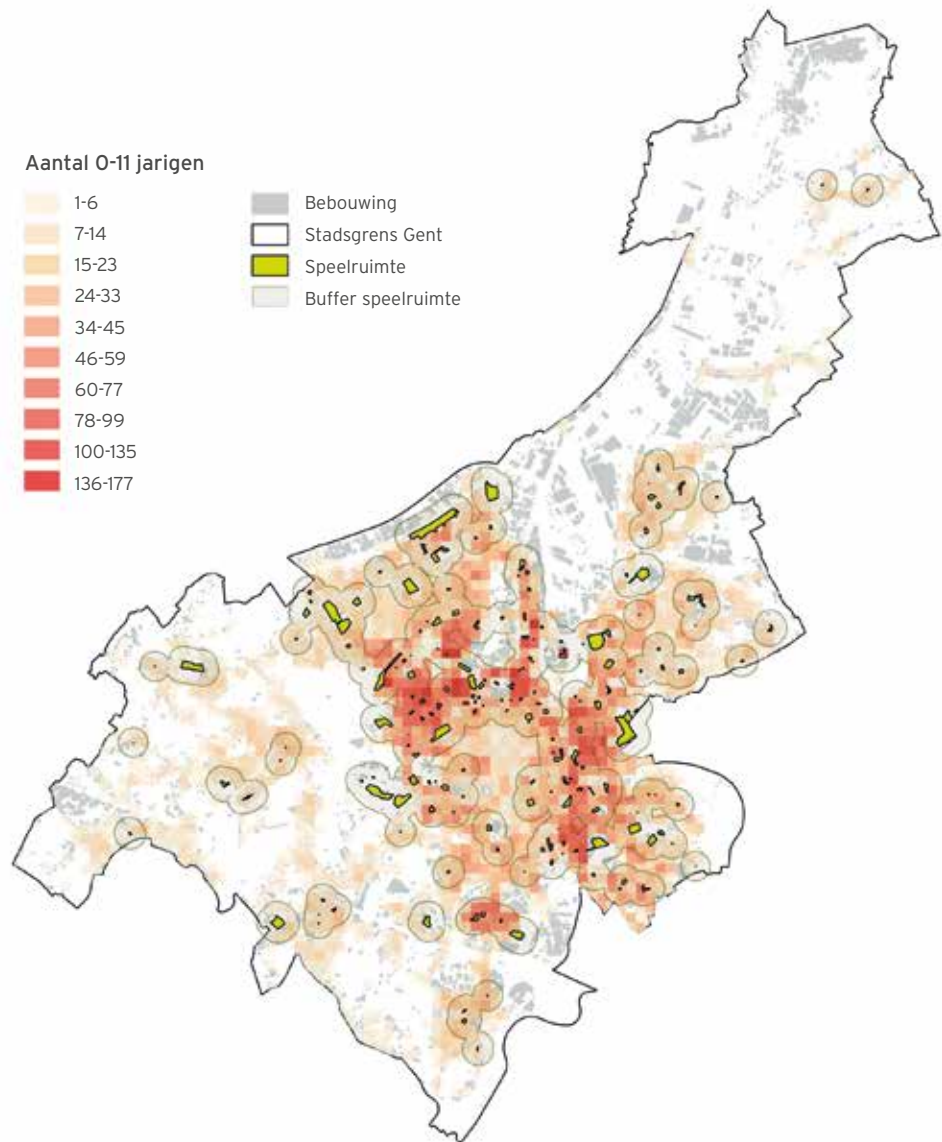 Aantal 0-11 jarigen
1-6
7-14
15-23
24-33
34-45
46-59
60-77
78-99
100-135
136-177
Bebouwing
Stadsgrens Gent
Speelruimte
Buffer speelruimte